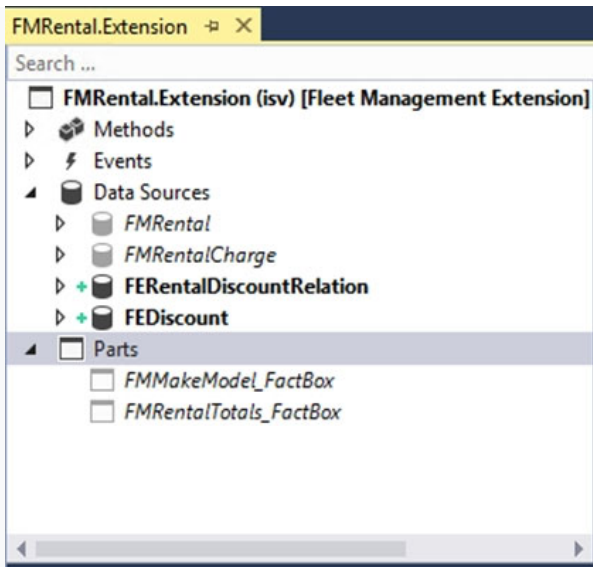 FMRental.Extension
Search ...
FMRental.Extension (isv) [Fleet Management Extension]
Methods
Events
Data Sources
FMRental
FMRentalCharge
FERentalDiscountRelation
FEDiscount
Parts
FMMakeModel_FactBox
FMRentalTotals_FactBox